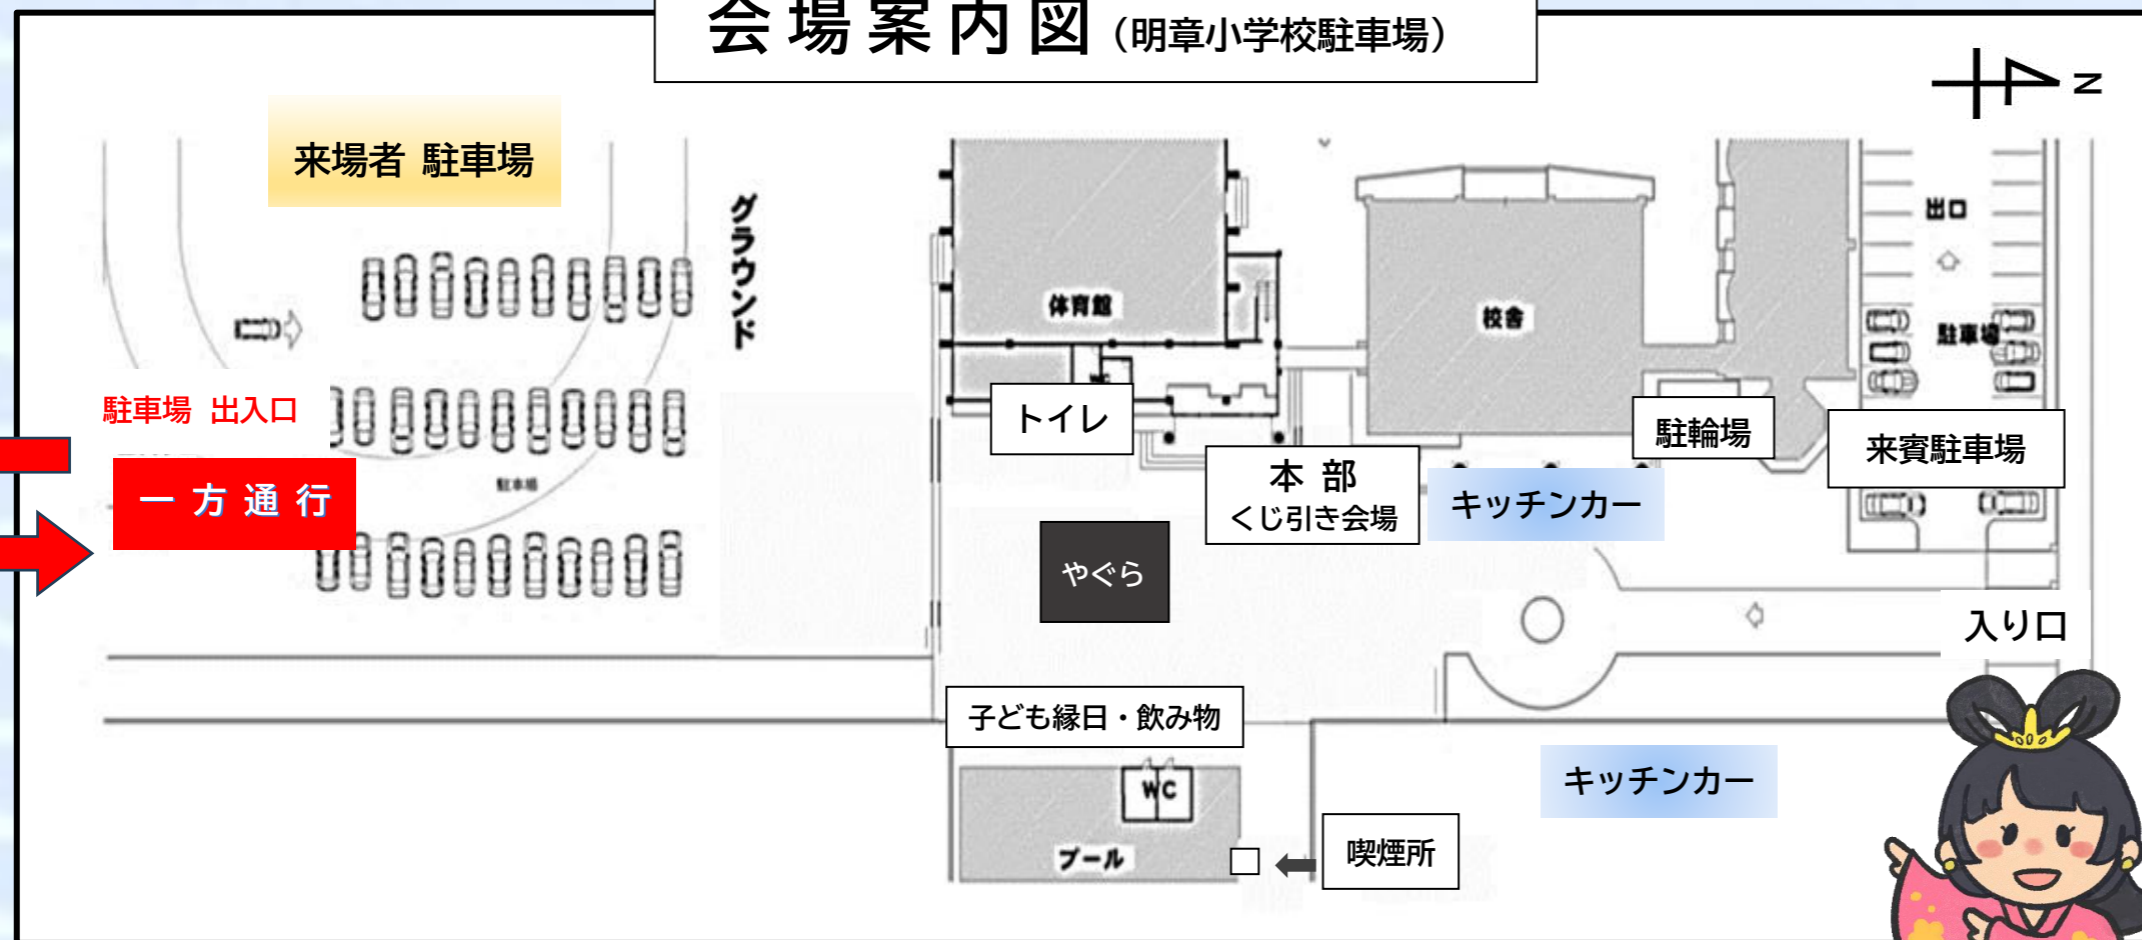 会場案内図（明章小学校駐車場）
N
来場者 駐車場
グラウンド
体育館
校舎
出口
駐車場
駐車場 出入口
一方通行
駐車場
トイレ
本部
くじ引き会場
キッチンカー
駐輪場
来賓駐車場
やぐら
入り口
子ども縁日・飲み物
WC
プール
キッチンカー
喫煙所